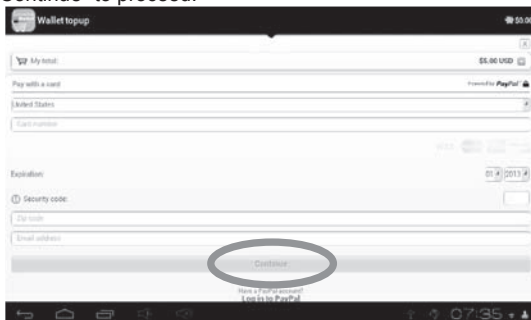 Continue" to proceed.
Wallet topup
$0.00
My total:
$5.00 USD
Pay with a card
Powered by PayPal
United States
Card number
Expiration:
01
2013
Security code:
Zip code
Email address
Continue
Have a PayPal account?
Log in to PayPal
07:35